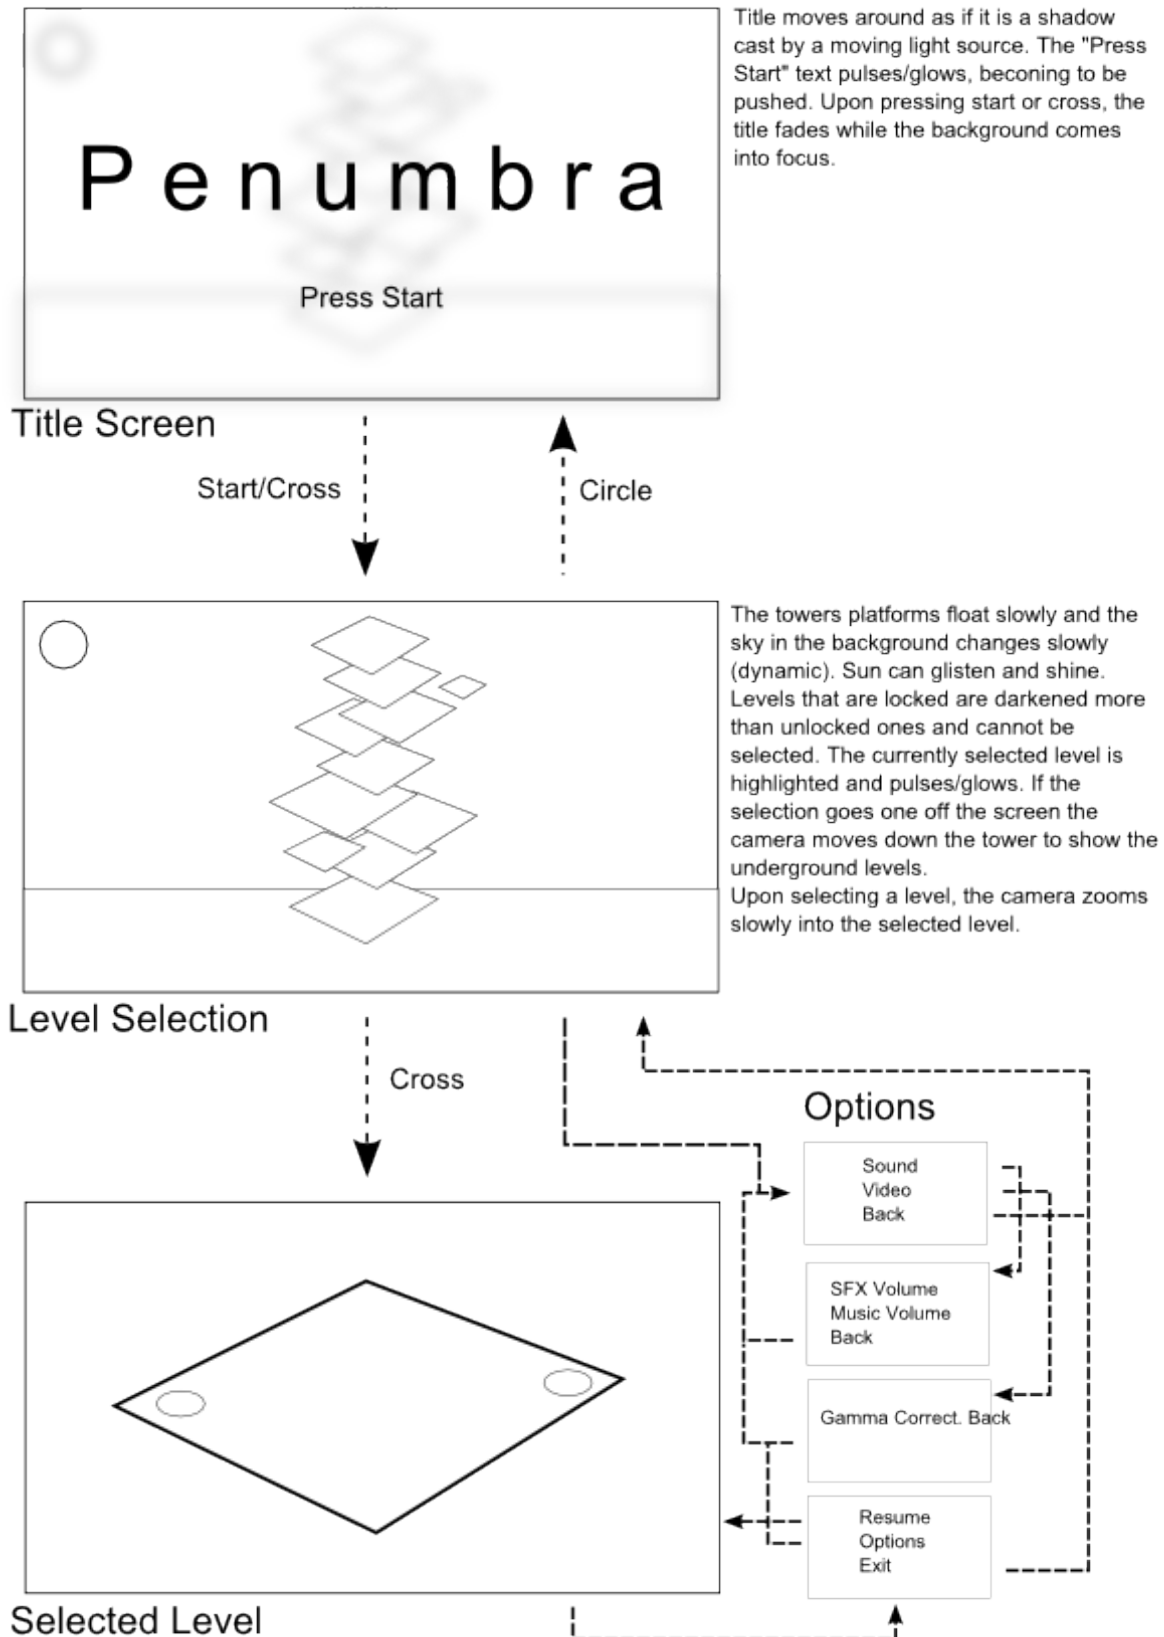 Title moves around as if it is a shadow
cast by a moving light source. The "Press
Start" text pulses/glows, beconing to be
pushed. Upon pressing start or cross, the
title fades while the background comes
into focus.
Penumbra
Press Start
Title Screen
Start/Cross
Circle
The towers platforms float slowly and the
sky in the background changes slowly
(dynamic). Sun can glisten and shine.
Levels that are locked are darkened more
than unlocked ones and cannot be
selected. The currently selected level is
highlighted and pulses/glows. If the
selection goes one off the screen the
camera moves down the tower to show the
underground levels.
Upon selecting a level, the camera zooms
slowly into the selected level.
Level Selection
Cross
Options
Sound
Video
Back
SFX Volume
Music Volume
Back
Gamma Correct. Back
Resume
Options
Exit
Selected Level